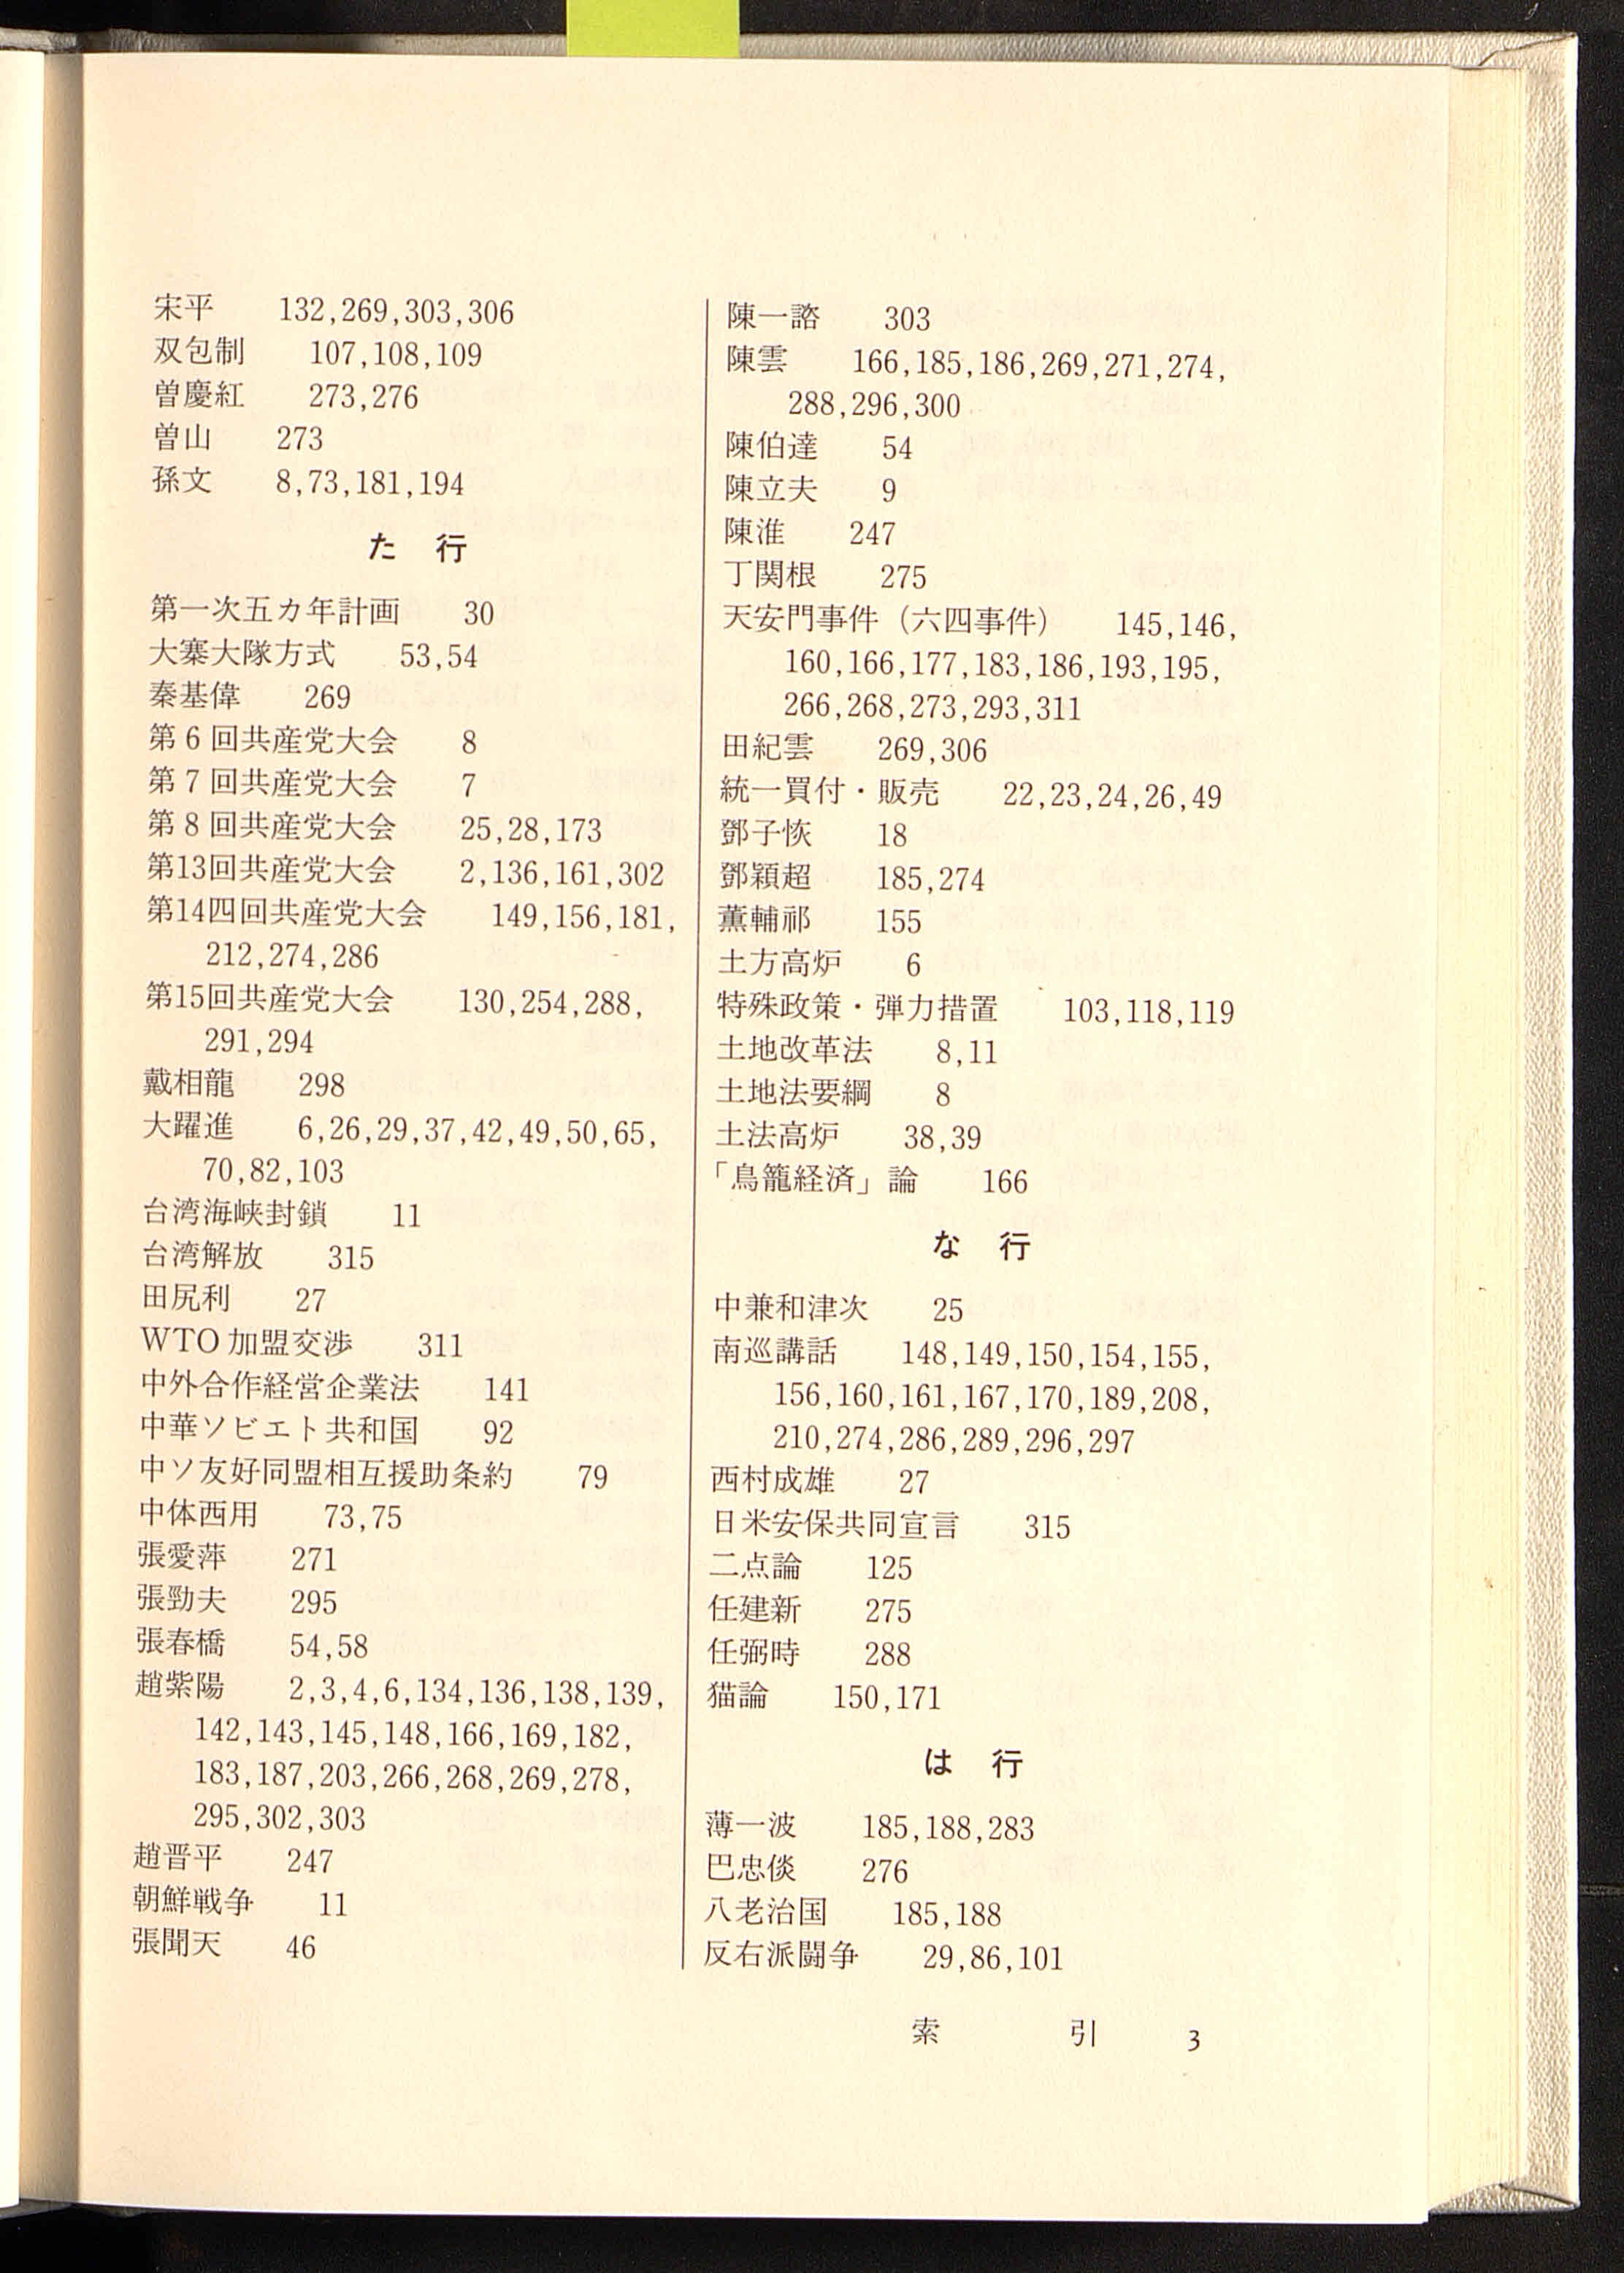 宋平　　132,269,303,306
双包制　　107,108,109
曽慶紅　　273,276
曽山　　273
孫文　　8,73,181,194
た　行
第一次五カ年計画　　30
大寨大隊方式　　53,54
秦基偉　　269
第6回共産党大会　　8
第7回共産党大会　　7
第8回共産党大会　　25,28,173
第13回共産党大会　　2,136,161,302
第14四回共産党大会　　149,156,181,
212,274,286
第15回共産党大会　　130,254,288,
291,294
戴相龍　　298
大躍進　　6,26,29,37,42,49,50,65,
70,82,103
台湾海峡封鎖　　11
台湾解放　　315
田尻利　　27
WTO加盟交渉　　311
中外合作経営企業法　　141
中華ソビエト共和国　　92
中ソ友好同盟相互援助条約　　79
中体西用　　73,75
張愛萍　　271
張勁夫　　295
張春橋　　54,58
趙紫陽　　2,3,4,6,134,136,138,139,
142,143,145,148,166,169,182,
183,187,203,266,268,269,278,
295,302,303
趙晋平　　247
朝鮮戦争　　11
張聞天　　46
陳一諮　　303
陳雲　　166,185,186,269,271,274,
288,296,300
陳伯達　　54
陳立夫　　9
陳淮　　247
丁関根　　275
天安門事件（六四事件）　　145,146,
160,166,177,183,186,193,195,
266,268,273,293,311
田紀雲　　269,306
統一買付・販売　　22,23,24,26,49
鄧子恢　　18
鄧穎超　　185,274
薫輔祁　　155
土方高炉　　6
特殊政策・弾力措置　　103,118,119
土地改革法　　8,11
土地法要綱　　8
土法高炉　　38,39
「鳥籠経済」論　　166
な　行
中兼和津次　　25
南巡講話　　148,149,150,154,155,
156,160,161,167,170,189,208,
210,274,286,289,296,297
西村成雄　　27
日米安保共同宣言　　315
二点論　　125
任建新　　275
任弼時　　288
猫論　　150,171
は　行
薄一波　　185,188,283
巴忠倓　　276
八老治国　　185,188
反右派闘争　　29,86,101
索　　引　　3